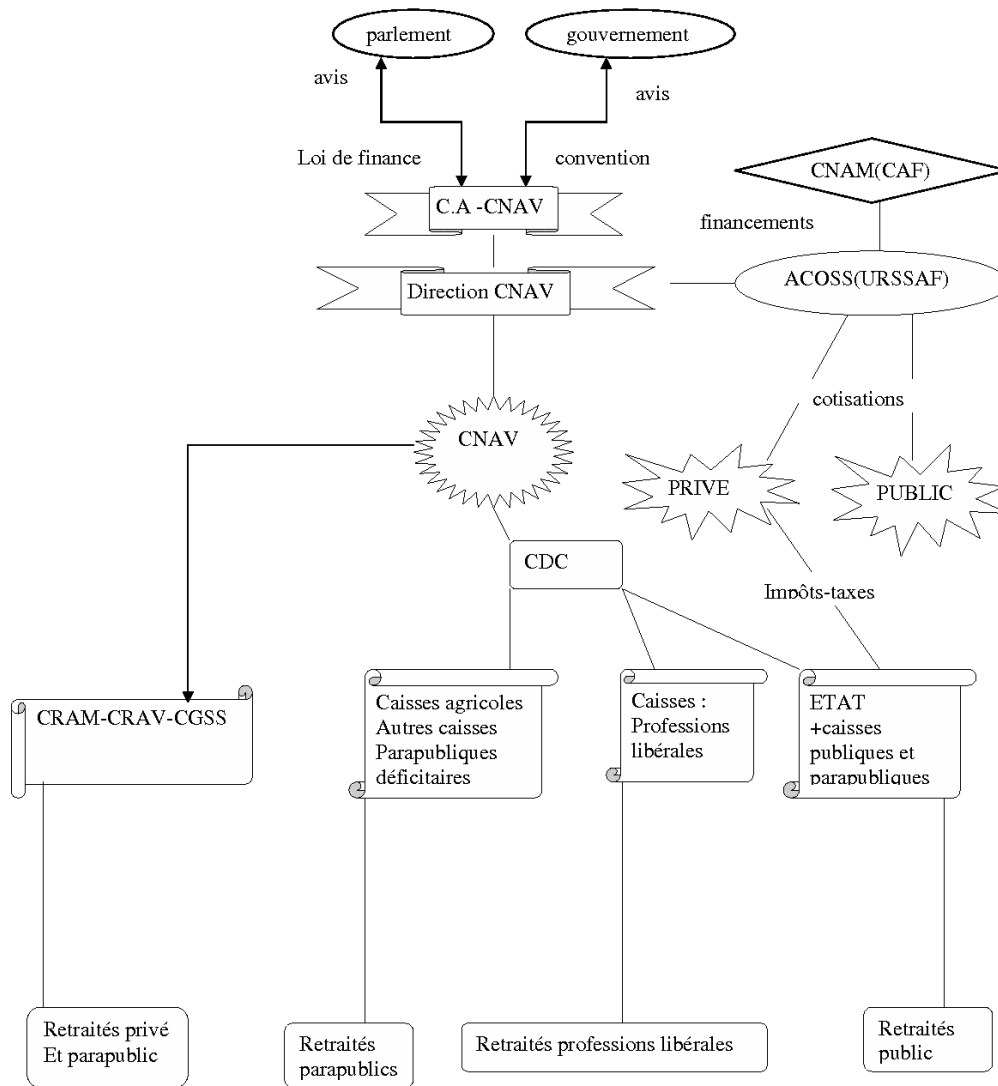 parlement
gouvernement
avis
avis
Loi de finance
convention
CNAM(CAF)
C.A -CNAV
financements
Direction CNAV
ACOSS(URSSAF)
cotisations
CNAV
PRIVE
PUBLIC
CDC
Impôts-taxes
CRAM-CRAV-CGSS
Caisses agricoles
Autres caisses
Parapubliques
déficitaires
Caisses :
Professions
libérales
ETAT
+caisses
publiques et
parapubliques
Retraités privé
Et parapublic
Retraités
parapublics
Retraités professions libérales
Retraités
public